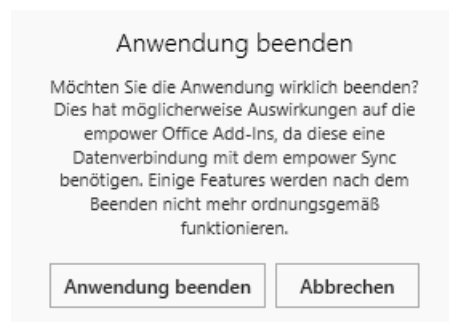 Anwendung beenden
Möchten Sie die Anwendung wirklich beenden?
Dies hat möglicherweise Auswirkungen auf die
empower Office Add-Ins, da diese eine
Datenverbindung mit dem empower Sync
benötigen. Einige Features werden nach dem
Beenden nicht mehr ordnungsgemäß
funktionieren.
Anwendung beenden Abbrechen